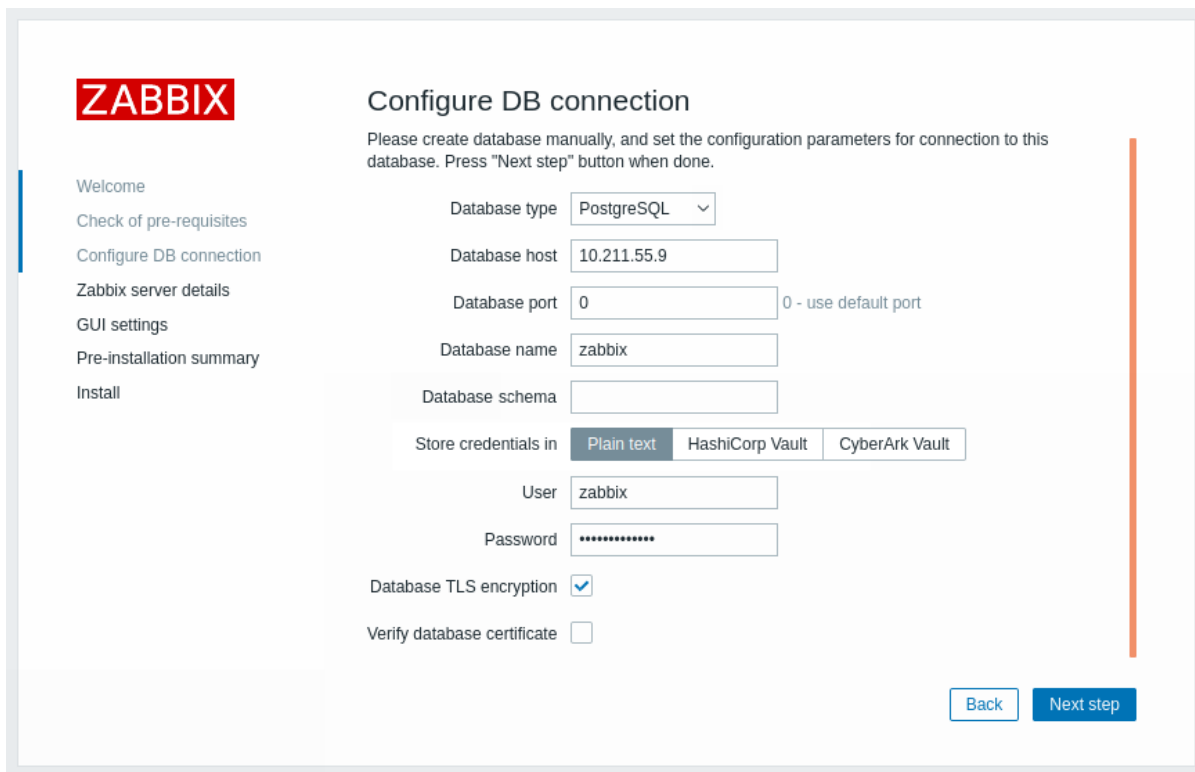 ZABBIX
Welcome
Check of pre-requisites
Configure DB connection
Zabbix server details
GUI settings
Pre-installation summary
Install
Configure DB connection
Please create database manually, and set the configuration parameters for connection to this
database. Press "Next step" button when done.
Database type PostgreSQL
Database host 10.211.55.9
Database port 0 0 - use default port
Database name zabbix
Database schema
Store credentials in Plain text HashiCorp Vault CyberArk Vault
User zabbix
Password •••••••••••••
Database TLS encryption
Verify database certificate
Back Next step